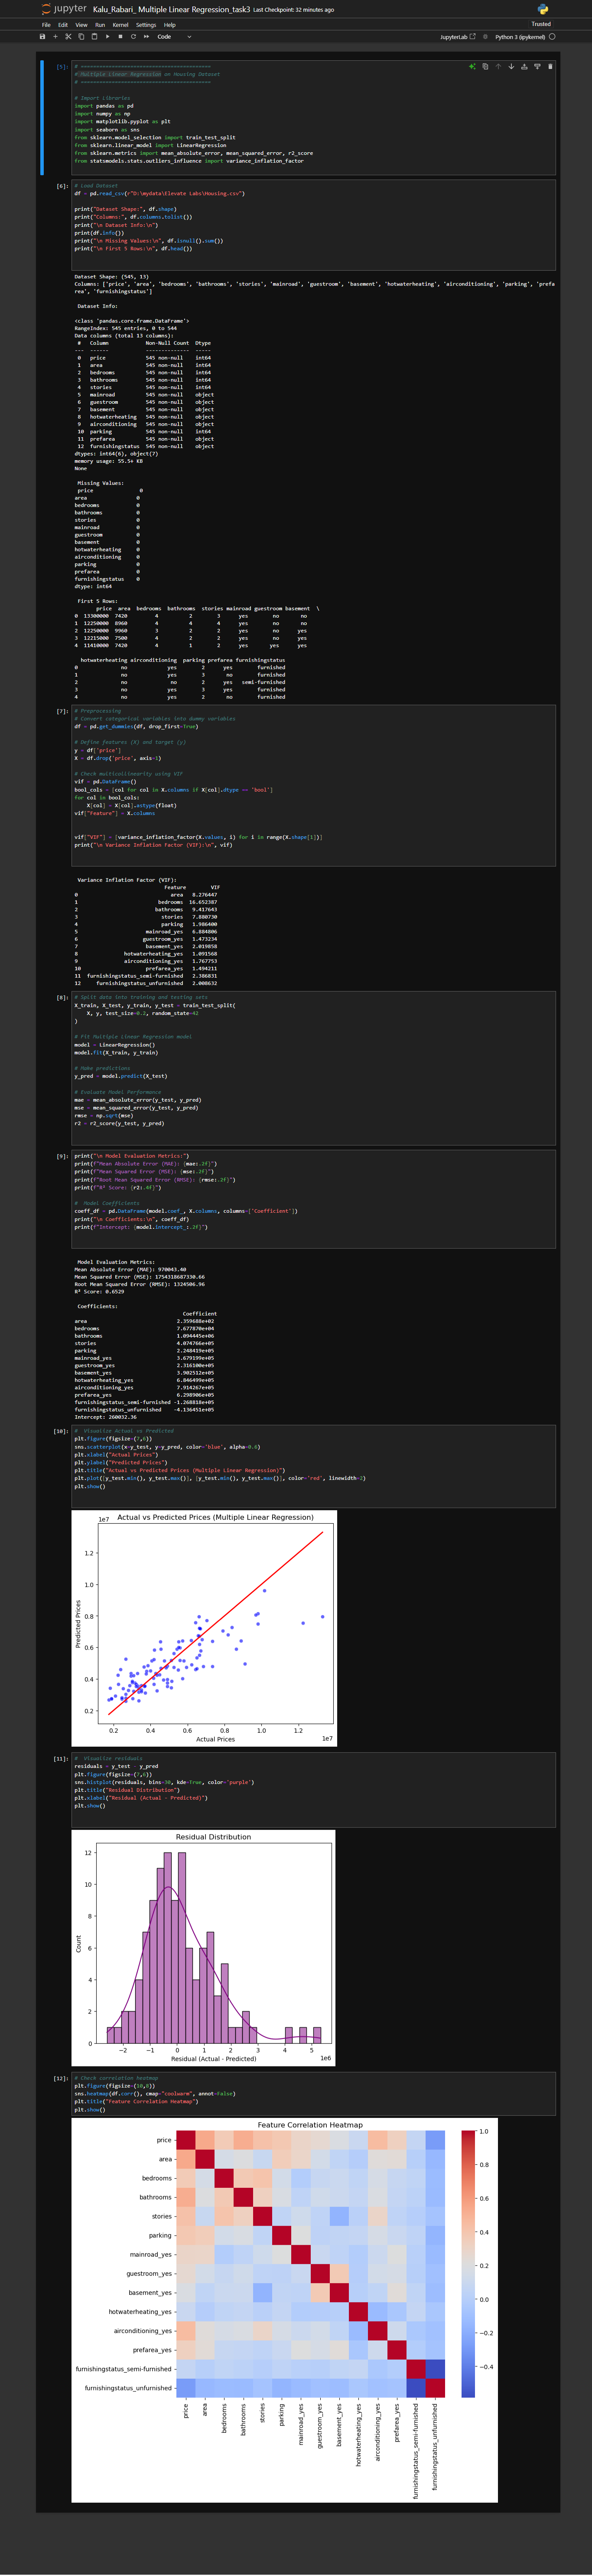 jupyter Kalu_Rabari_ Multiple Linear Regression_task3 Last Checkpoint: 32 minutes ago
File Edit View Run Kernel Settings Help Trusted
Code JupyterLab Python 3 (ipykernel)
[5]: # ==========================================
# Multiple Linear Regression on Housing Dataset
# ==========================================
# Import Libraries
import pandas as pd
import numpy as np
import matplotlib.pyplot as plt
import seaborn as sns
from sklearn.model_selection import train_test_split
from sklearn.linear_model import LinearRegression
from sklearn.metrics import mean_absolute_error, mean_squared_error, r2_score
from statsmodels.stats.outliers_influence import variance_inflation_factor
[6]: # Load Dataset
df = pd.read_csv(r"D:\mydata\Elevate Labs\Housing.csv")
print("Dataset Shape:", df.shape)
print("Columns:", df.columns.tolist())
print("\n Dataset Info:\n")
print(df.info())
print("\n Missing Values:\n", df.isnull().sum())
print("\n First 5 Rows:\n", df.head())
Dataset Shape: (545, 13)
Columns: ['price', 'area', 'bedrooms', 'bathrooms', 'stories', 'mainroad', 'guestroom', 'basement', 'hotwaterheating', 'airconditioning', 'parking', 'prefa
rea', 'furnishingstatus']
Dataset Info:
<class 'pandas.core.frame.DataFrame'>
RangeIndex: 545 entries, 0 to 544
Data columns (total 13 columns):
# Column Non-Null Count Dtype
--- ------ -------------- -----
0 price 545 non-null int64
1 area 545 non-null int64
2 bedrooms 545 non-null int64
3 bathrooms 545 non-null int64
4 stories 545 non-null int64
5 mainroad 545 non-null object
6 guestroom 545 non-null object
7 basement 545 non-null object
8 hotwaterheating 545 non-null object
9 airconditioning 545 non-null object
10 parking 545 non-null int64
11 prefarea 545 non-null object
12 furnishingstatus 545 non-null object
dtypes: int64(6), object(7)
memory usage: 55.5+ KB
None
Missing Values:
price 0
area 0
bedrooms 0
bathrooms 0
stories 0
mainroad 0
guestroom 0
basement 0
hotwaterheating 0
airconditioning 0
parking 0
prefarea 0
furnishingstatus 0
dtype: int64
First 5 Rows:
price area bedrooms bathrooms stories mainroad guestroom basement \
0 13300000 7420 4 2 3 yes no no
1 12250000 8960 4 4 4 yes no no
2 12250000 9960 3 2 2 yes no yes
3 12215000 7500 4 2 2 yes no yes
4 11410000 7420 4 1 2 yes yes yes
hotwaterheating airconditioning parking prefarea furnishingstatus
0 no yes 2 yes furnished
1 no yes 3 no furnished
2 no no 2 yes semi-furnished
3 no yes 3 yes furnished
4 no yes 2 no furnished
[7]: # Preprocessing
# Convert categorical variables into dummy variables
df = pd.get_dummies(df, drop_first=True)
# Define features (X) and target (y)
y = df['price']
X = df.drop('price', axis=1)
# Check multicollinearity using VIF
vif = pd.DataFrame()
bool_cols = [col for col in X.columns if X[col].dtype == 'bool']
for col in bool_cols:
X[col] = X[col].astype(float)
vif["Feature"] = X.columns
vif["VIF"] = [variance_inflation_factor(X.values, i) for i in range(X.shape[1])]
print("\n Variance Inflation Factor (VIF):\n", vif)
Variance Inflation Factor (VIF):
Feature VIF
0 area 8.276447
1 bedrooms 16.652387
2 bathrooms 9.417643
3 stories 7.880730
4 parking 1.986400
5 mainroad_yes 6.884806
6 guestroom_yes 1.473234
7 basement_yes 2.019858
8 hotwaterheating_yes 1.091568
9 airconditioning_yes 1.767753
10 prefarea_yes 1.494211
11 furnishingstatus_semi-furnished 2.386831
12 furnishingstatus_unfurnished 2.008632
[8]: # Split data into training and testing sets
X_train, X_test, y_train, y_test = train_test_split(
X, y, test_size=0.2, random_state=42
)
# Fit Multiple Linear Regression model
model = LinearRegression()
model.fit(X_train, y_train)
# Make predictions
y_pred = model.predict(X_test)
# Evaluate Model Performance
mae = mean_absolute_error(y_test, y_pred)
mse = mean_squared_error(y_test, y_pred)
rmse = np.sqrt(mse)
r2 = r2_score(y_test, y_pred)
[9]: print("\n Model Evaluation Metrics:")
print(f"Mean Absolute Error (MAE): {mae:.2f}")
print(f"Mean Squared Error (MSE): {mse:.2f}")
print(f"Root Mean Squared Error (RMSE): {rmse:.2f}")
print(f"R² Score: {r2:.4f}")
# Model Coefficients
coeff_df = pd.DataFrame(model.coef_, X.columns, columns=['Coefficient'])
print("\n Coefficients:\n", coeff_df)
print(f"Intercept: {model.intercept_:.2f}")
Model Evaluation Metrics:
Mean Absolute Error (MAE): 970043.40
Mean Squared Error (MSE): 1754318687330.66
Root Mean Squared Error (RMSE): 1324506.96
R² Score: 0.6529
Coefficients:
Coefficient
area 2.359688e+02
bedrooms 7.677870e+04
bathrooms 1.094445e+06
stories 4.074766e+05
parking 2.248419e+05
mainroad_yes 3.679199e+05
guestroom_yes 2.316100e+05
basement_yes 3.902512e+05
hotwaterheating_yes 6.846499e+05
airconditioning_yes 7.914267e+05
prefarea_yes 6.298906e+05
furnishingstatus_semi-furnished -1.268818e+05
furnishingstatus_unfurnished -4.136451e+05
Intercept: 260032.36
[10]: # Visualize Actual vs Predicted
plt.figure(figsize=(7,6))
sns.scatterplot(x=y_test, y=y_pred, color='blue', alpha=0.6)
plt.xlabel("Actual Prices")
plt.ylabel("Predicted Prices")
plt.title("Actual vs Predicted Prices (Multiple Linear Regression)")
plt.plot([y_test.min(), y_test.max()], [y_test.min(), y_test.max()], color='red', linewidth=2)
plt.show()
Actual vs Predicted Prices (Multiple Linear Regression)
1e7
1.2
1.0
0.8
0.6
0.4
0.2
Predicted Prices
0.2 0.4 0.6 0.8 1.0 1.2
Actual Prices 1e7
[11]: # Visualize residuals
residuals = y_test - y_pred
plt.figure(figsize=(7,6))
sns.histplot(residuals, bins=30, kde=True, color='purple')
plt.title("Residual Distribution")
plt.xlabel("Residual (Actual - Predicted)")
plt.show()
Residual Distribution
12
10
8
6
4
2
0
Count
−2 −1 0 1 2 3 4 5
Residual (Actual - Predicted) 1e6
[12]: # Check correlation heatmap
plt.figure(figsize=(10,8))
sns.heatmap(df.corr(), cmap="coolwarm", annot=False)
plt.title("Feature Correlation Heatmap")
plt.show()
Feature Correlation Heatmap
price
area
bedrooms
bathrooms
stories
parking
mainroad_yes
guestroom_yes
basement_yes
hotwaterheating_yes
airconditioning_yes
prefarea_yes
furnishingstatus_semi-furnished
furnishingstatus_unfurnished
price area bedrooms bathrooms stories parking mainroad_yes guestroom_yes basement_yes hotwaterheating_yes airconditioning_yes prefarea_yes furnishingstatus_semi-furnished furnishingstatus_unfurnished
1.0
0.8
0.6
0.4
0.2
0.0
−0.2
−0.4